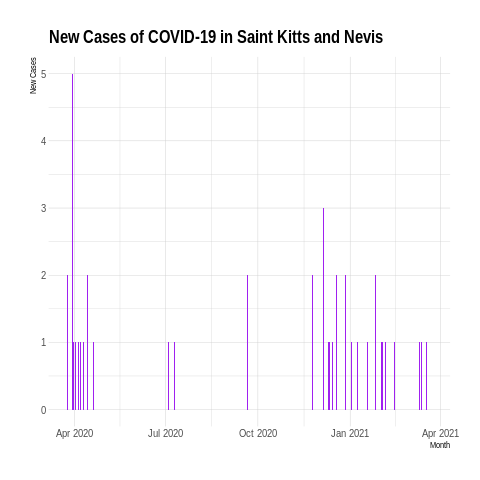 New Cases of COVID-19 in Saint Kitts and Nevis
New Cases
5
4
3
2
1
0
Apr 2020 Jul 2020 Oct 2020 Jan 2021 Apr 2021
Month